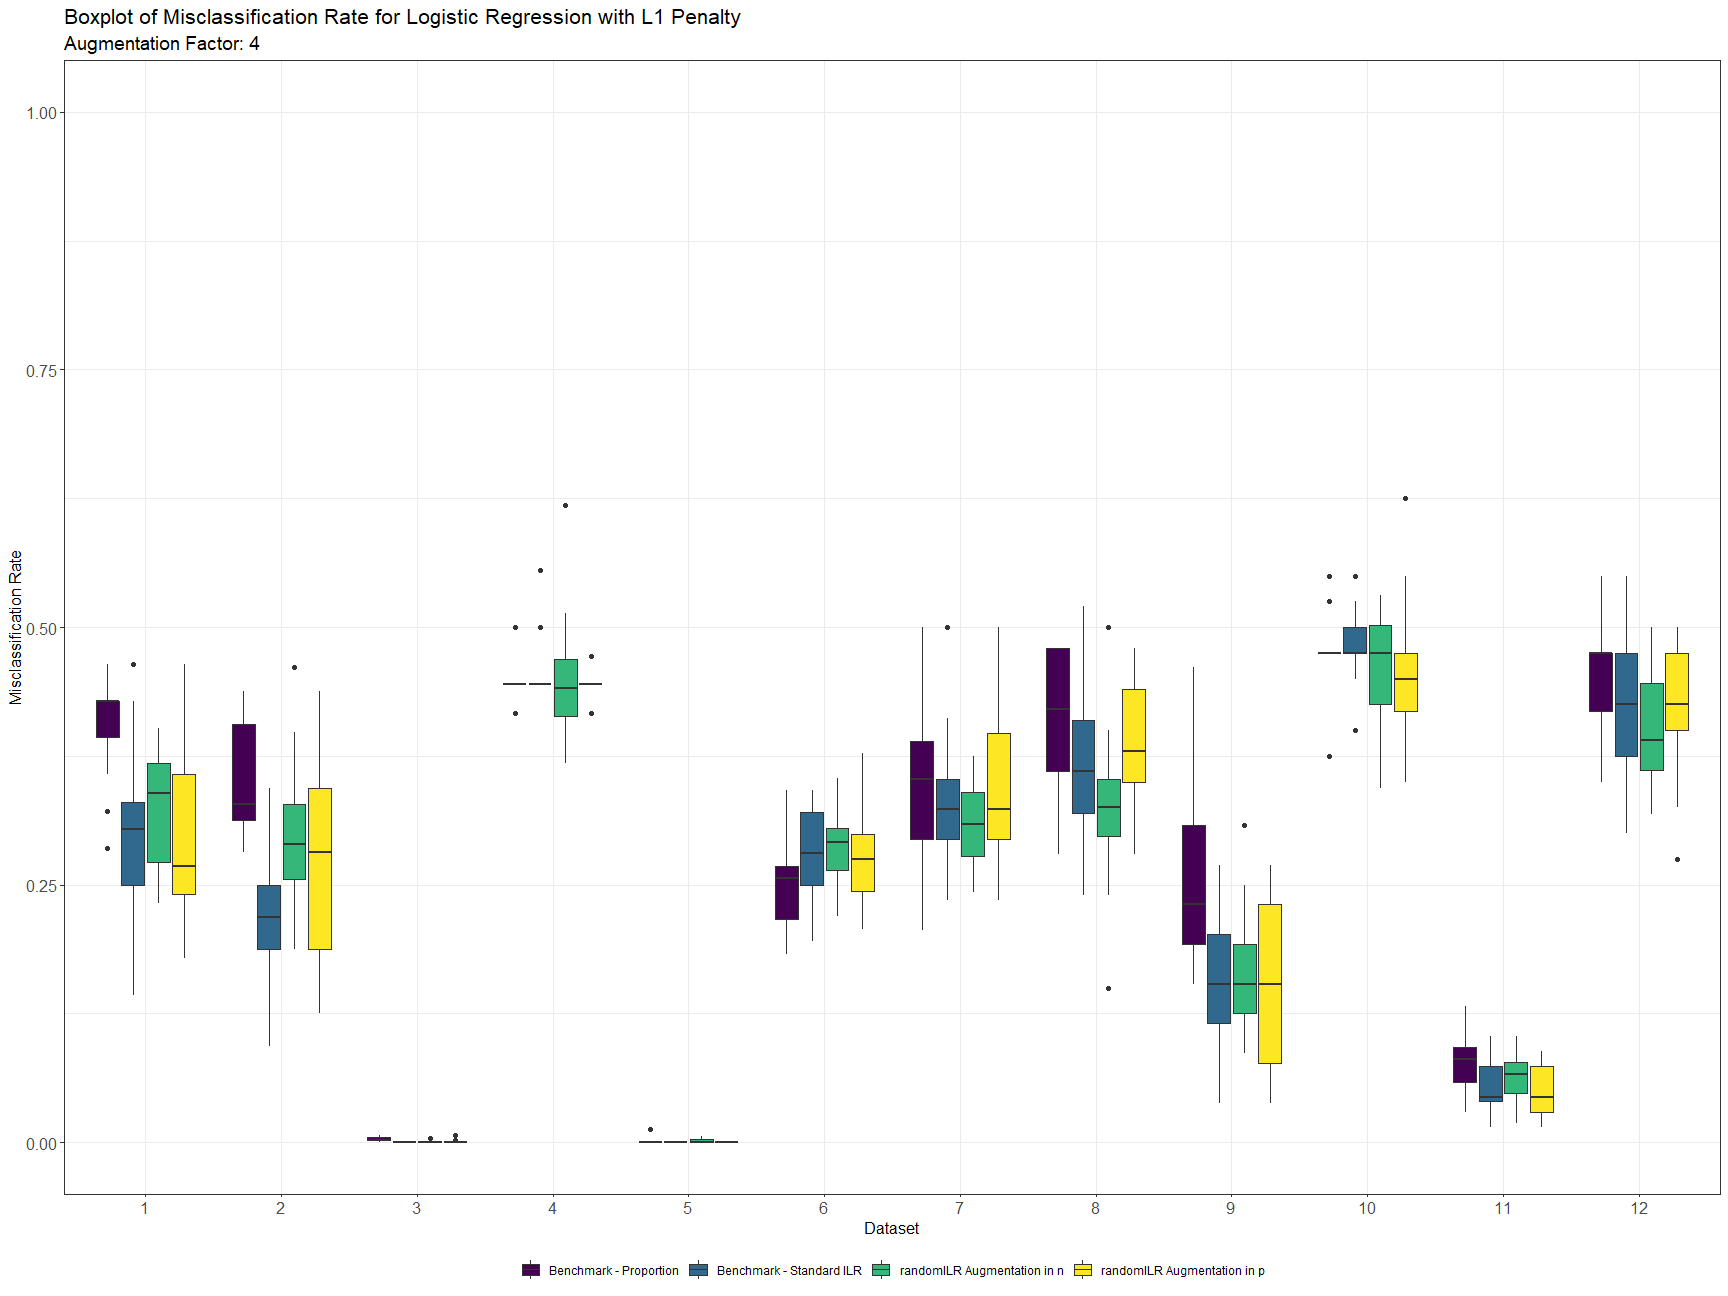 Boxplot of Misclassification Rate for Logistic Regression with L1 Penalty
Augmentation Factor: 4
Misclassification Rate
1.00
0.75
0.50
0.25
0.00
1 2 3 4 5 6 7 8 9 10 11 12
Dataset
Benchmark - Proportion Benchmark - Standard ILR randomILR Augmentation in n randomILR Augmentation in p